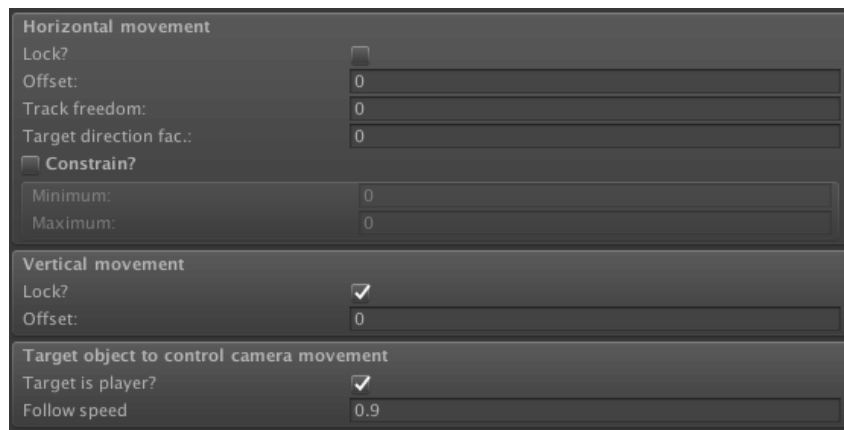 Horizontal movement
Lock?
Offset: 0
Track freedom: 0
Target direction fac.: 0
Constrain?
Minimum: 0
Maximum: 0
Vertical movement
Lock?
Offset: 0
Target object to control camera movement
Target is player?
Follow speed 0.9